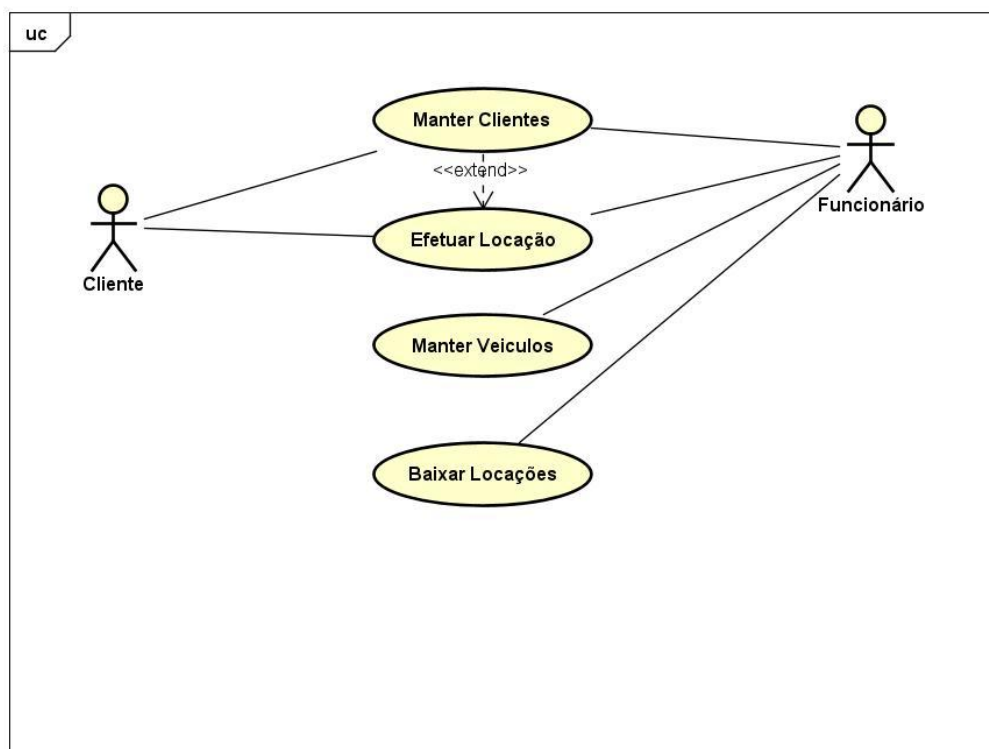 uc
Manter Clientes
<<extend>>
Funcionário
Efetuar Locação
Cliente
Manter Veiculos
Baixar Locações